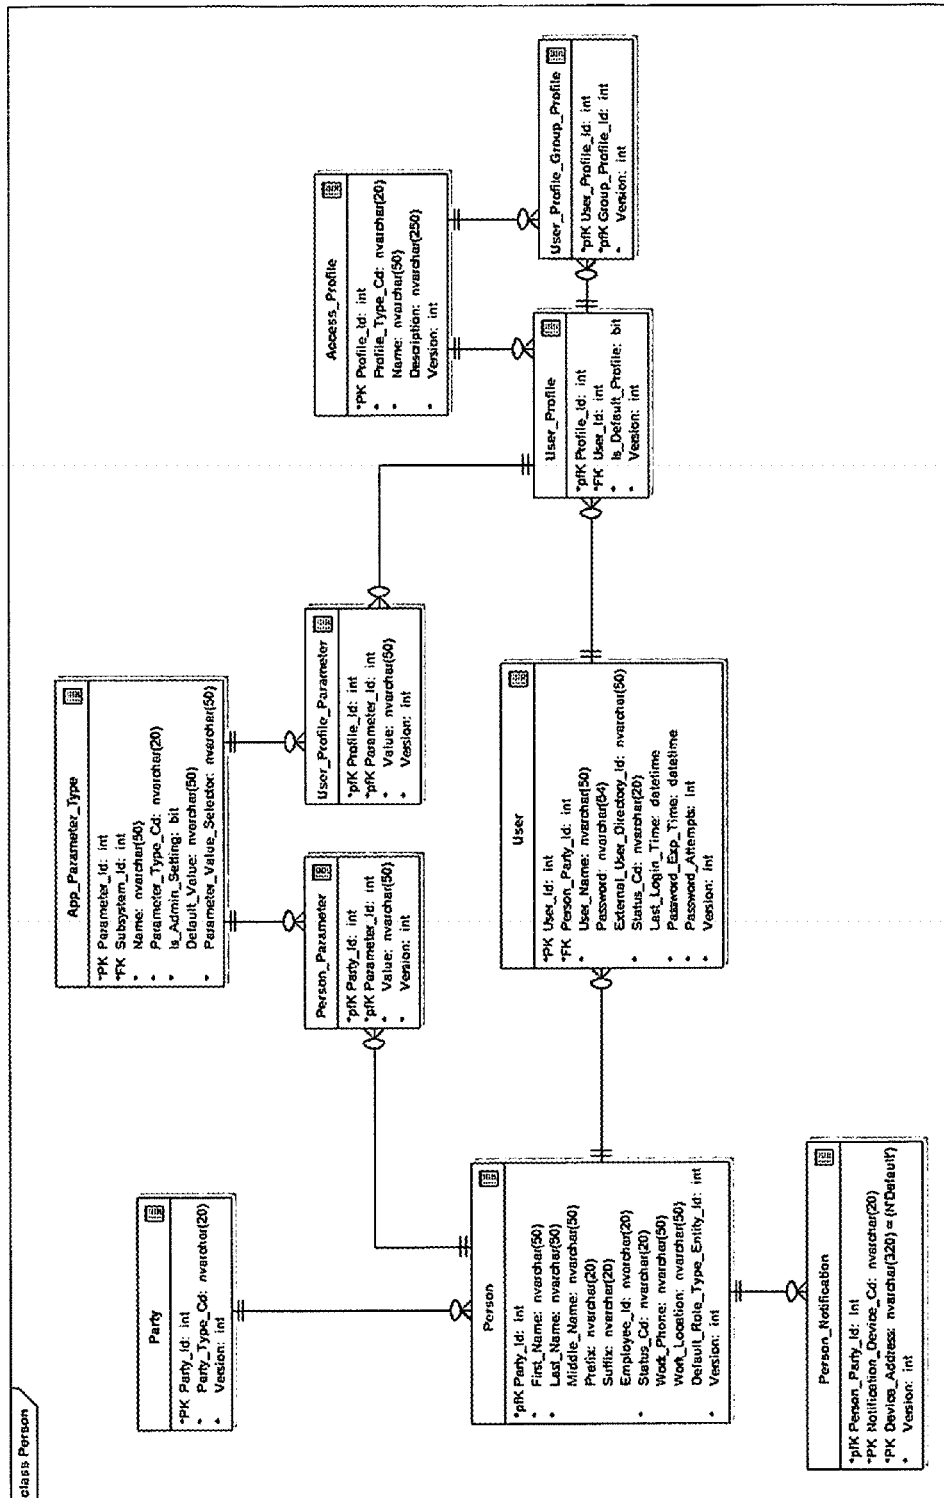 class Person
Party
*PK Party_Id: int
* Party_Type_Cd: nvarchar(20)
* Version: int
App_Parameter_Type
*PK Parameter_Id: int
*FK Subsystem_Id: int
* Name: nvarchar(50)
* Parameter_Type_Cd: nvarchar(20)
* Is_Admin_Setting: bit
Default_Value: nvarchar(50)
* Parameter_Value_Selector: nvarchar(50)
Person_Parameter
*pfK Party_Id: int
*pfK Parameter_Id: int
* Value: nvarchar(50)
* Version: int
User_Profile_Parameter
*pfK Profile_Id: int
*pfK Parameter_Id: int
* Value: nvarchar(50)
* Version: int
Access_Profile
*PK Profile_Id: int
* Profile_Type_Cd: nvarchar(20)
* Name: nvarchar(50)
Description: nvarchar(250)
* Version: int
Person
*pfK Party_Id: int
* First_Name: nvarchar(50)
* Last_Name: nvarchar(50)
Middle_Name: nvarchar(50)
Prefix: nvarchar(20)
Suffix: nvarchar(20)
Employee_Id: nvarchar(20)
* Status_Cd: nvarchar(20)
Work_Phone: nvarchar(50)
Work_Location: nvarchar(50)
Default_Role_Type_Entity_Id: int
* Version: int
User
*PK User_Id: int
*FK Person_Party_Id: int
* User_Name: nvarchar(50)
Password: nvarchar(64)
External_User_Directory_Id: nvarchar(50)
* Status_Cd: nvarchar(20)
Last_Login_Time: datetime
* Password_Exp_Time: datetime
* Password_Attempts: int
* Version: int
User_Profile
*pfK Profile_Id: int
*FK User_Id: int
* Is_Default_Profile: bit
* Version: int
User_Profile_Group_Profile
*pfK User_Profile_Id: int
*pfK Group_Profile_Id: int
* Version: int
Person_Notification
*pfK Person_Party_Id: int
*PK Notification_Device_Cd: nvarchar(20)
*PK Device_Address: nvarchar(320) = (N'Default')
* Version: int